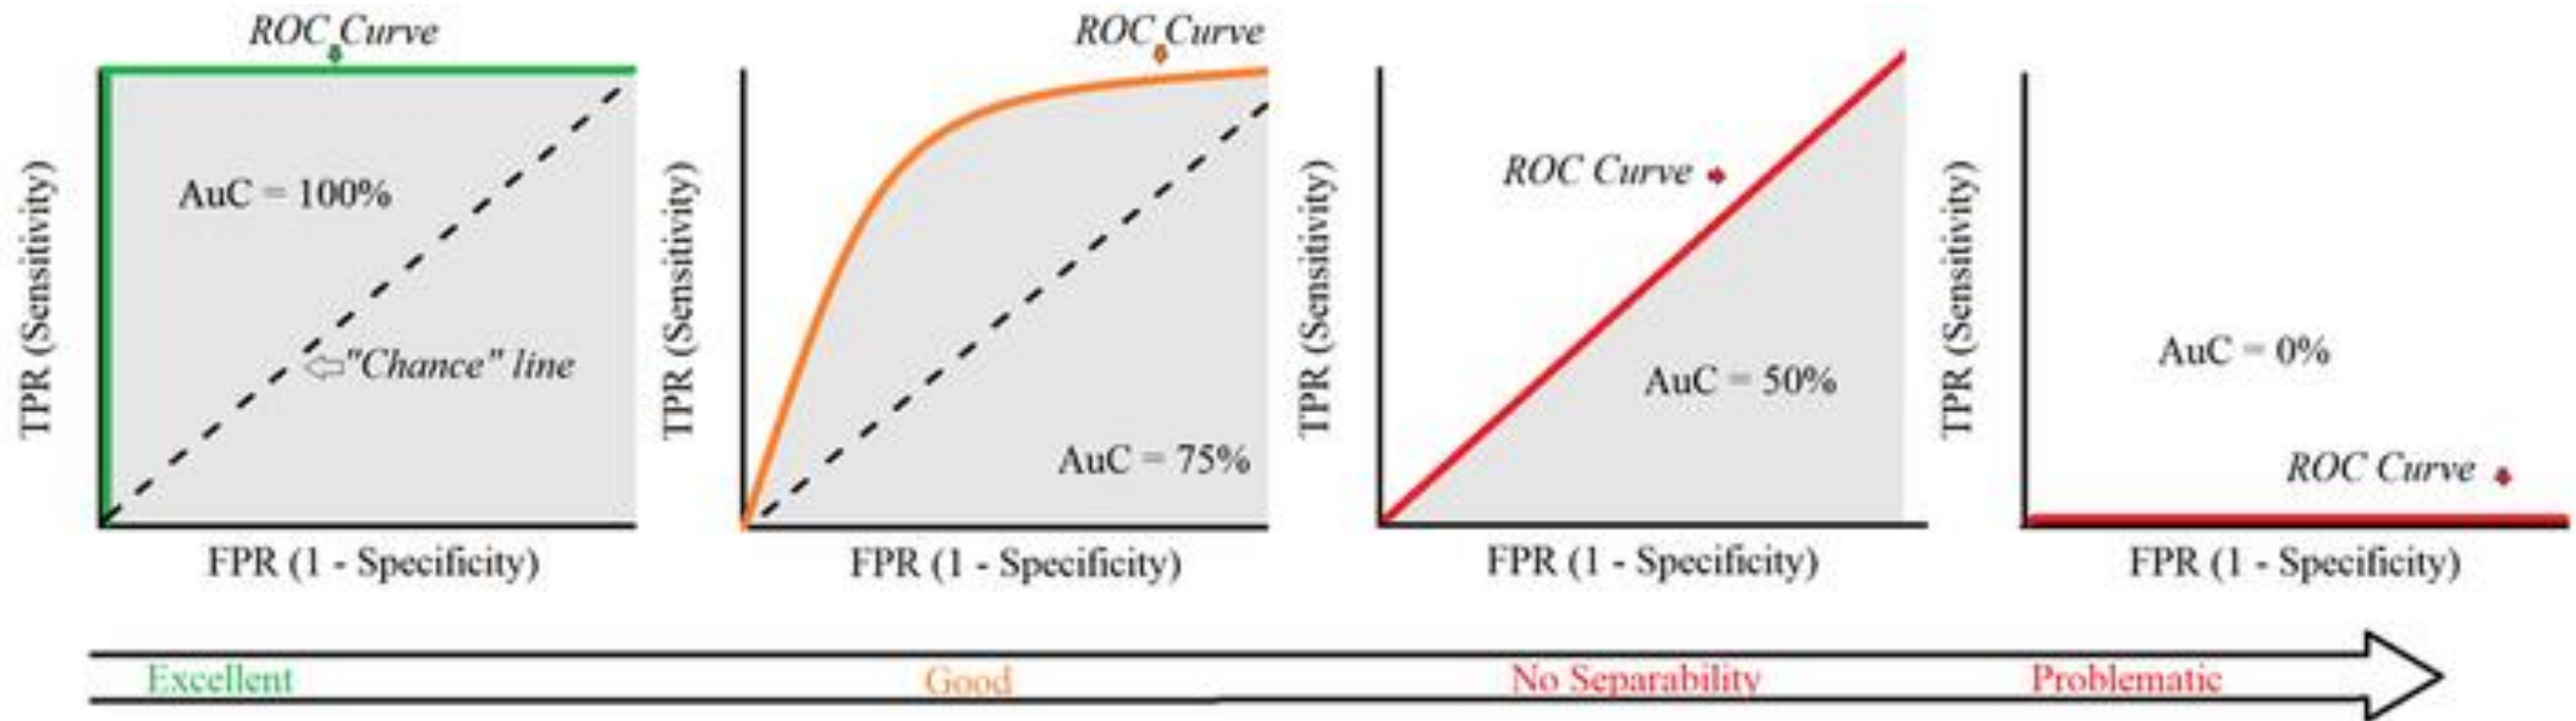 ROC Curve
AuC = 100%
"Chance" line
TPR (Sensitivity)
FPR (1 - Specificity)
ROC Curve
AuC = 75%
TPR (Sensitivity)
FPR (1 - Specificity)
ROC Curve
AuC = 50%
TPR (Sensitivity)
FPR (1 - Specificity)
AuC = 0%
ROC Curve
TPR (Sensitivity)
FPR (1 - Specificity)
Excellent
Good
No Separability
Problematic